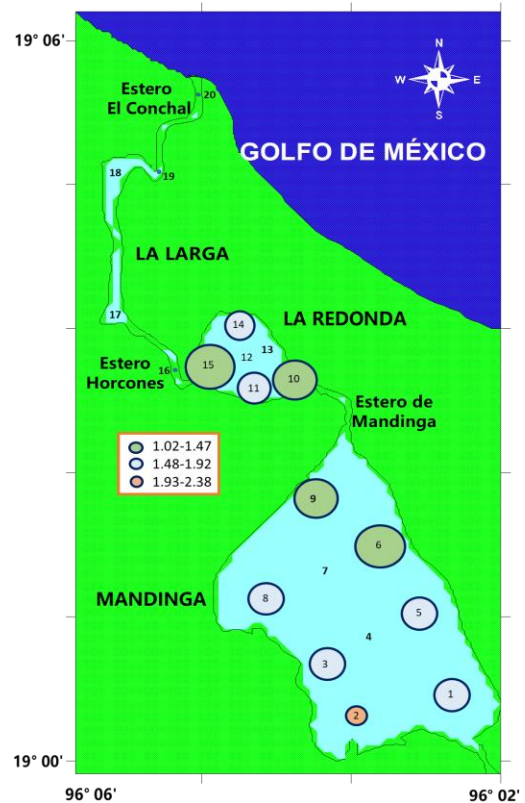 19° 06'
N
W E
S
Estero
El Conchal
20
GOLFO DE MÉXICO
18
19
LA LARGA
17
14
LA REDONDA
13
12
15
16
Estero
Horcones
11
10
Estero de
Mandinga
1.02-1.47
1.48-1.92
1.93-2.38
9
6
7
MANDINGA
8
5
4
3
1
2
19° 00'
96° 06'
96° 02'